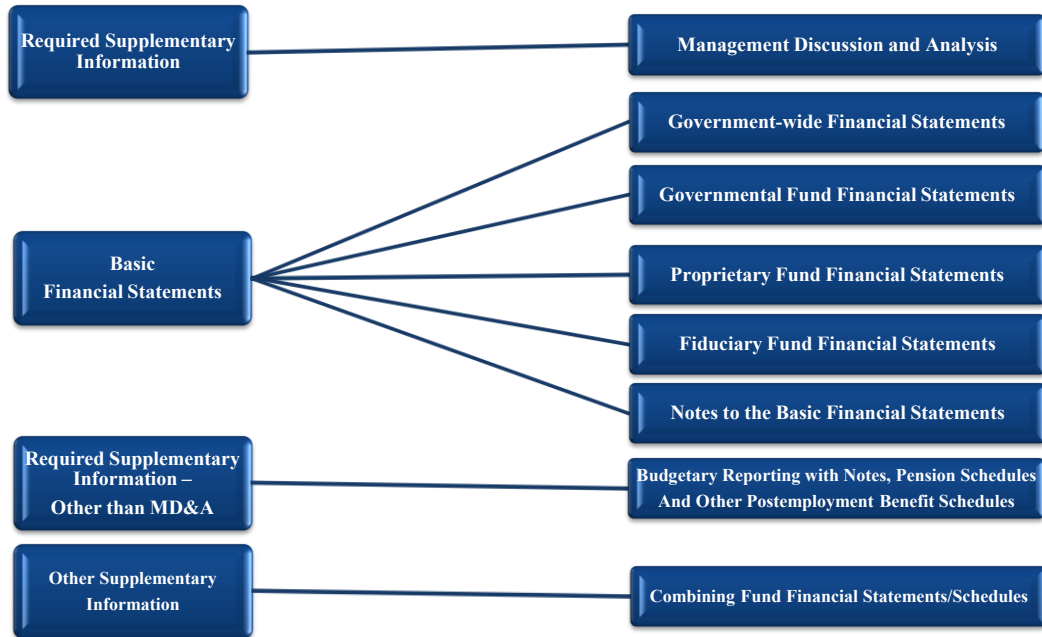 Required Supplementary
Information
Management Discussion and Analysis
Government-wide Financial Statements
Governmental Fund Financial Statements
Basic
Financial Statements
Proprietary Fund Financial Statements
Fiduciary Fund Financial Statements
Notes to the Basic Financial Statements
Required Supplementary
Information –
Other than MD&A
Budgetary Reporting with Notes, Pension Schedules
And Other Postemployment Benefit Schedules
Other Supplementary
Information
Combining Fund Financial Statements/Schedules